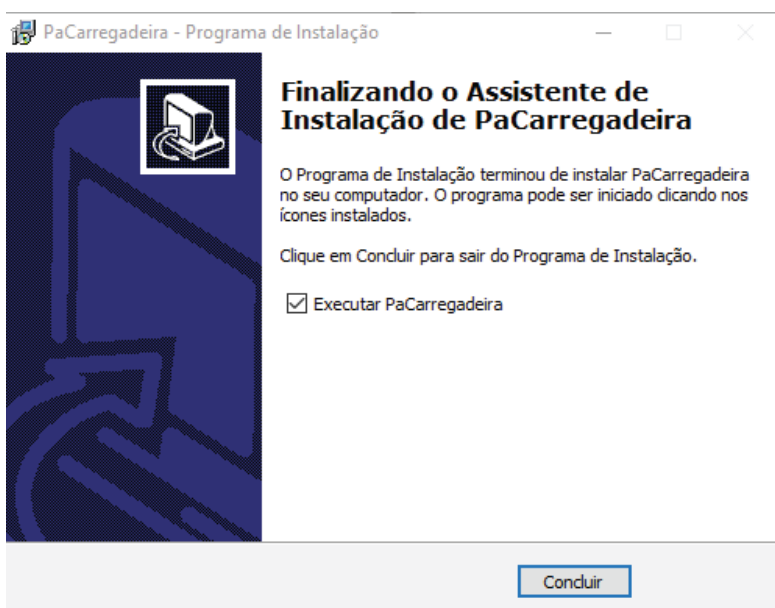 PaCarregadeira - Programa de Instalação
Finalizando o Assistente de
Instalação de PaCarregadeira
O Programa de Instalação terminou de instalar PaCarregadeira
no seu computador. O programa pode ser iniciado clicando nos
ícones instalados.
Clique em Concluir para sair do Programa de Instalação.
Executar PaCarregadeira
Concluir